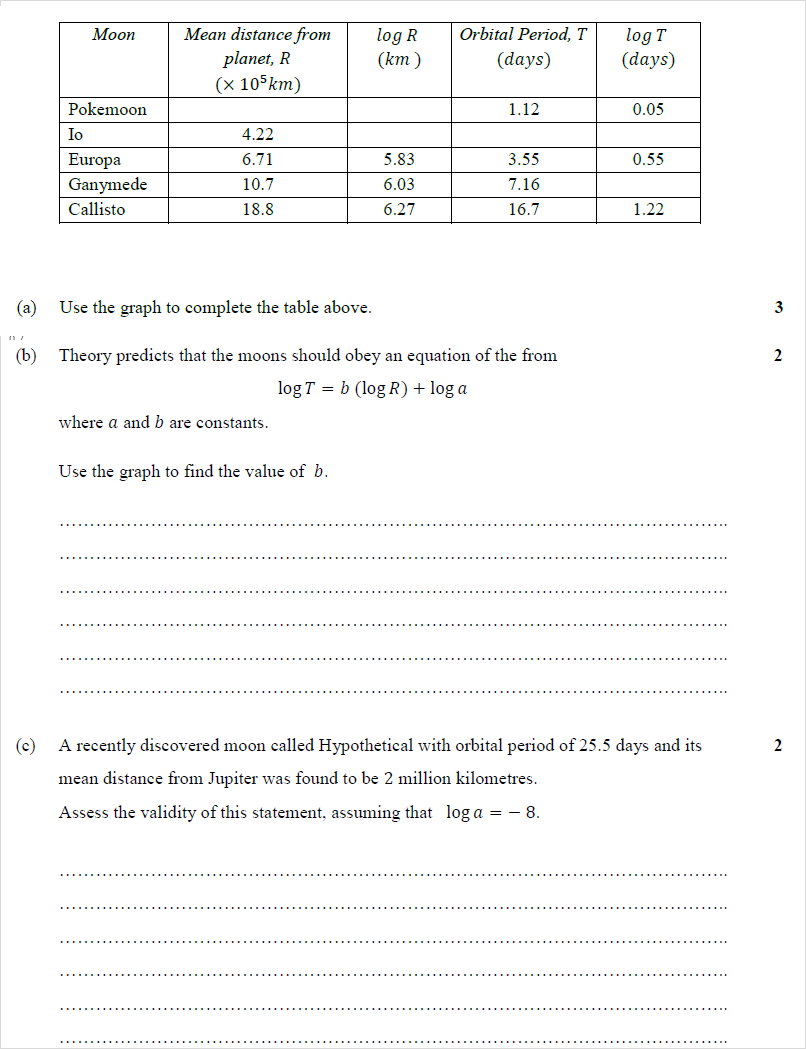 Moon Mean distance from planet, R (× 10⁵km) log R (km ) Orbital Period, T (days) log T (days)
Pokemoon 1.12 0.05
Io 4.22
Europa 6.71 5.83 3.55 0.55
Ganymede 10.7 6.03 7.16
Callisto 18.8 6.27 16.7 1.22
(a) Use the graph to complete the table above. 3
(b) Theory predicts that the moons should obey an equation of the from 2
log T = b (log R) + log a
where a and b are constants.
Use the graph to find the value of b.
(c) A recently discovered moon called Hypothetical with orbital period of 25.5 days and its 2
mean distance from Jupiter was found to be 2 million kilometres.
Assess the validity of this statement, assuming that log a = − 8.